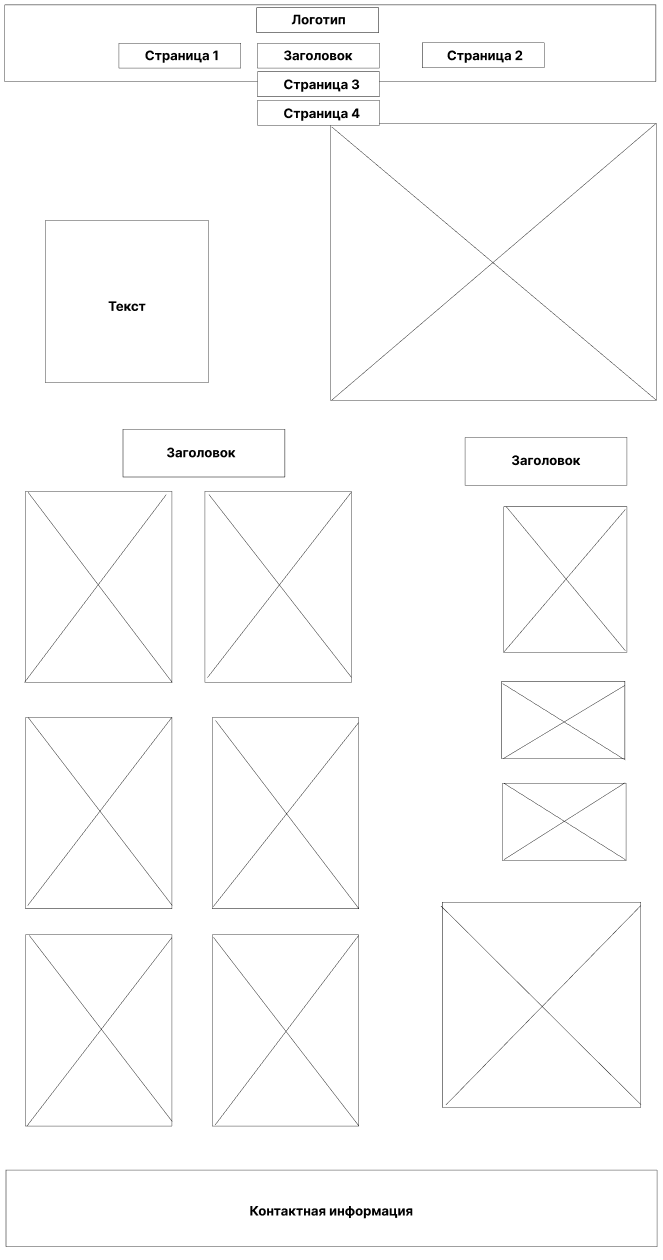 Логотип
Страница 1
Заголовок
Страница 2
Страница 3
Страница 4
Текст
Заголовок
Заголовок
Контактная информация